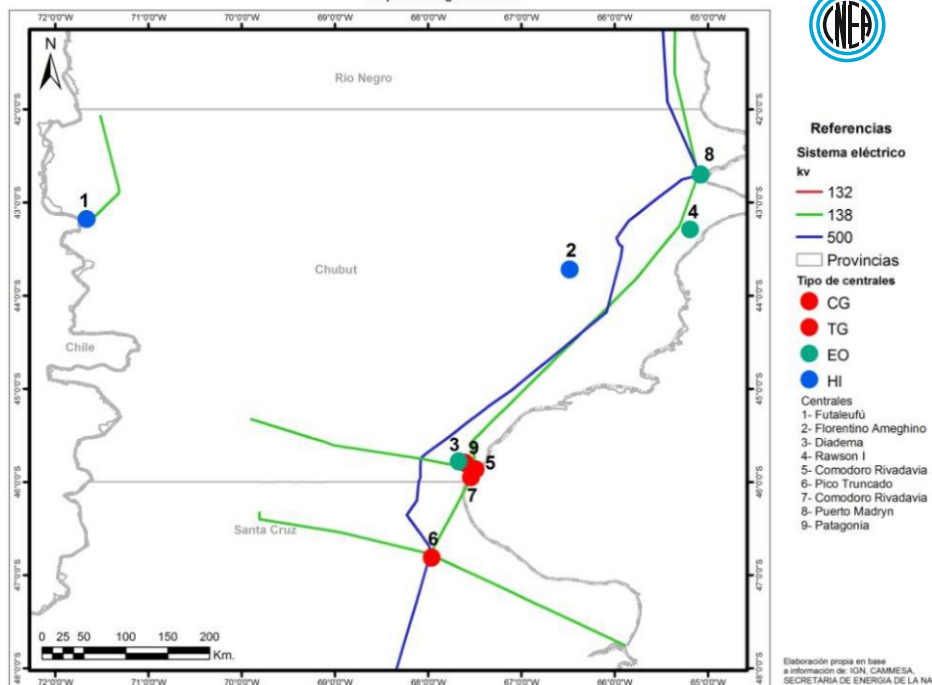 72°0'0"S
70°0'0"S
69°0'0"S
68°0'0"S
67°0'0"S
66°0'0"S
65°0'0"S
CNEA
N
Rio Negro
42°0'0"S
42°0'0"S
8
43°0'0"S
43°0'0"S
1
4
2
Chubut
44°0'0"S
44°0'0"S
Chile
45°0'0"S
45°0'0"S
3
9
5
46°0'0"S
46°0'0"S
7
Santa Cruz
6
47°0'0"S
47°0'0"S
0 25 50 100 150 200
Km.
48°0'0"S
48°0'0"S
72°0'0"S
71°0'0"S
70°0'0"S
69°0'0"S
68°0'0"S
67°0'0"S
66°0'0"S
65°0'0"S
Referencias
Sistema eléctrico
kv
132
138
500
Provincias
Tipo de centrales
CG
TG
EO
HI
Centrales
1- Futaleufú
2- Florentino Ameghino
3- Diadema
4- Rawson I
5- Comodoro Rivadavia
6- Pico Truncado
7- Comodoro Rivadavia
8- Puerto Madryn
9- Patagonia
Elaboración propia en base
a información de: IGN, CAMMESA,
SECRETARIA DE ENERGIA DE LA NA